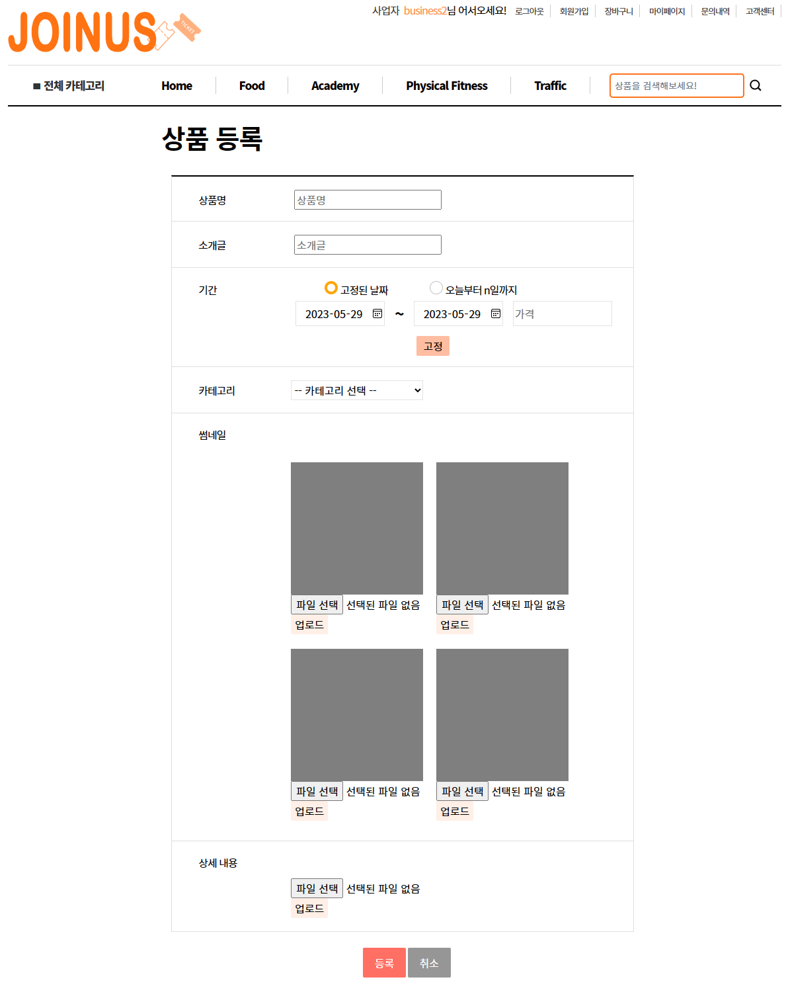 사업자 business2님 어서오세요! 로그아웃 회원가입 장바구니 마이페이지 문의내역 고객센터
JOINUS TICKET
≡ 전체 카테고리 Home Food Academy Physical Fitness Traffic 상품을 검색해보세요!
상품 등록
상품명 상품명
소개글 소개글
기간 고정된 날짜 오늘부터 n일까지
2023-05-29 ~ 2023-05-29 가격
고정
카테고리 -- 카테고리 선택 --
썸네일
파일 선택 선택된 파일 없음 파일 선택 선택된 파일 없음
업로드 업로드
파일 선택 선택된 파일 없음 파일 선택 선택된 파일 없음
업로드 업로드
상세 내용
파일 선택 선택된 파일 없음
업로드
등록 취소